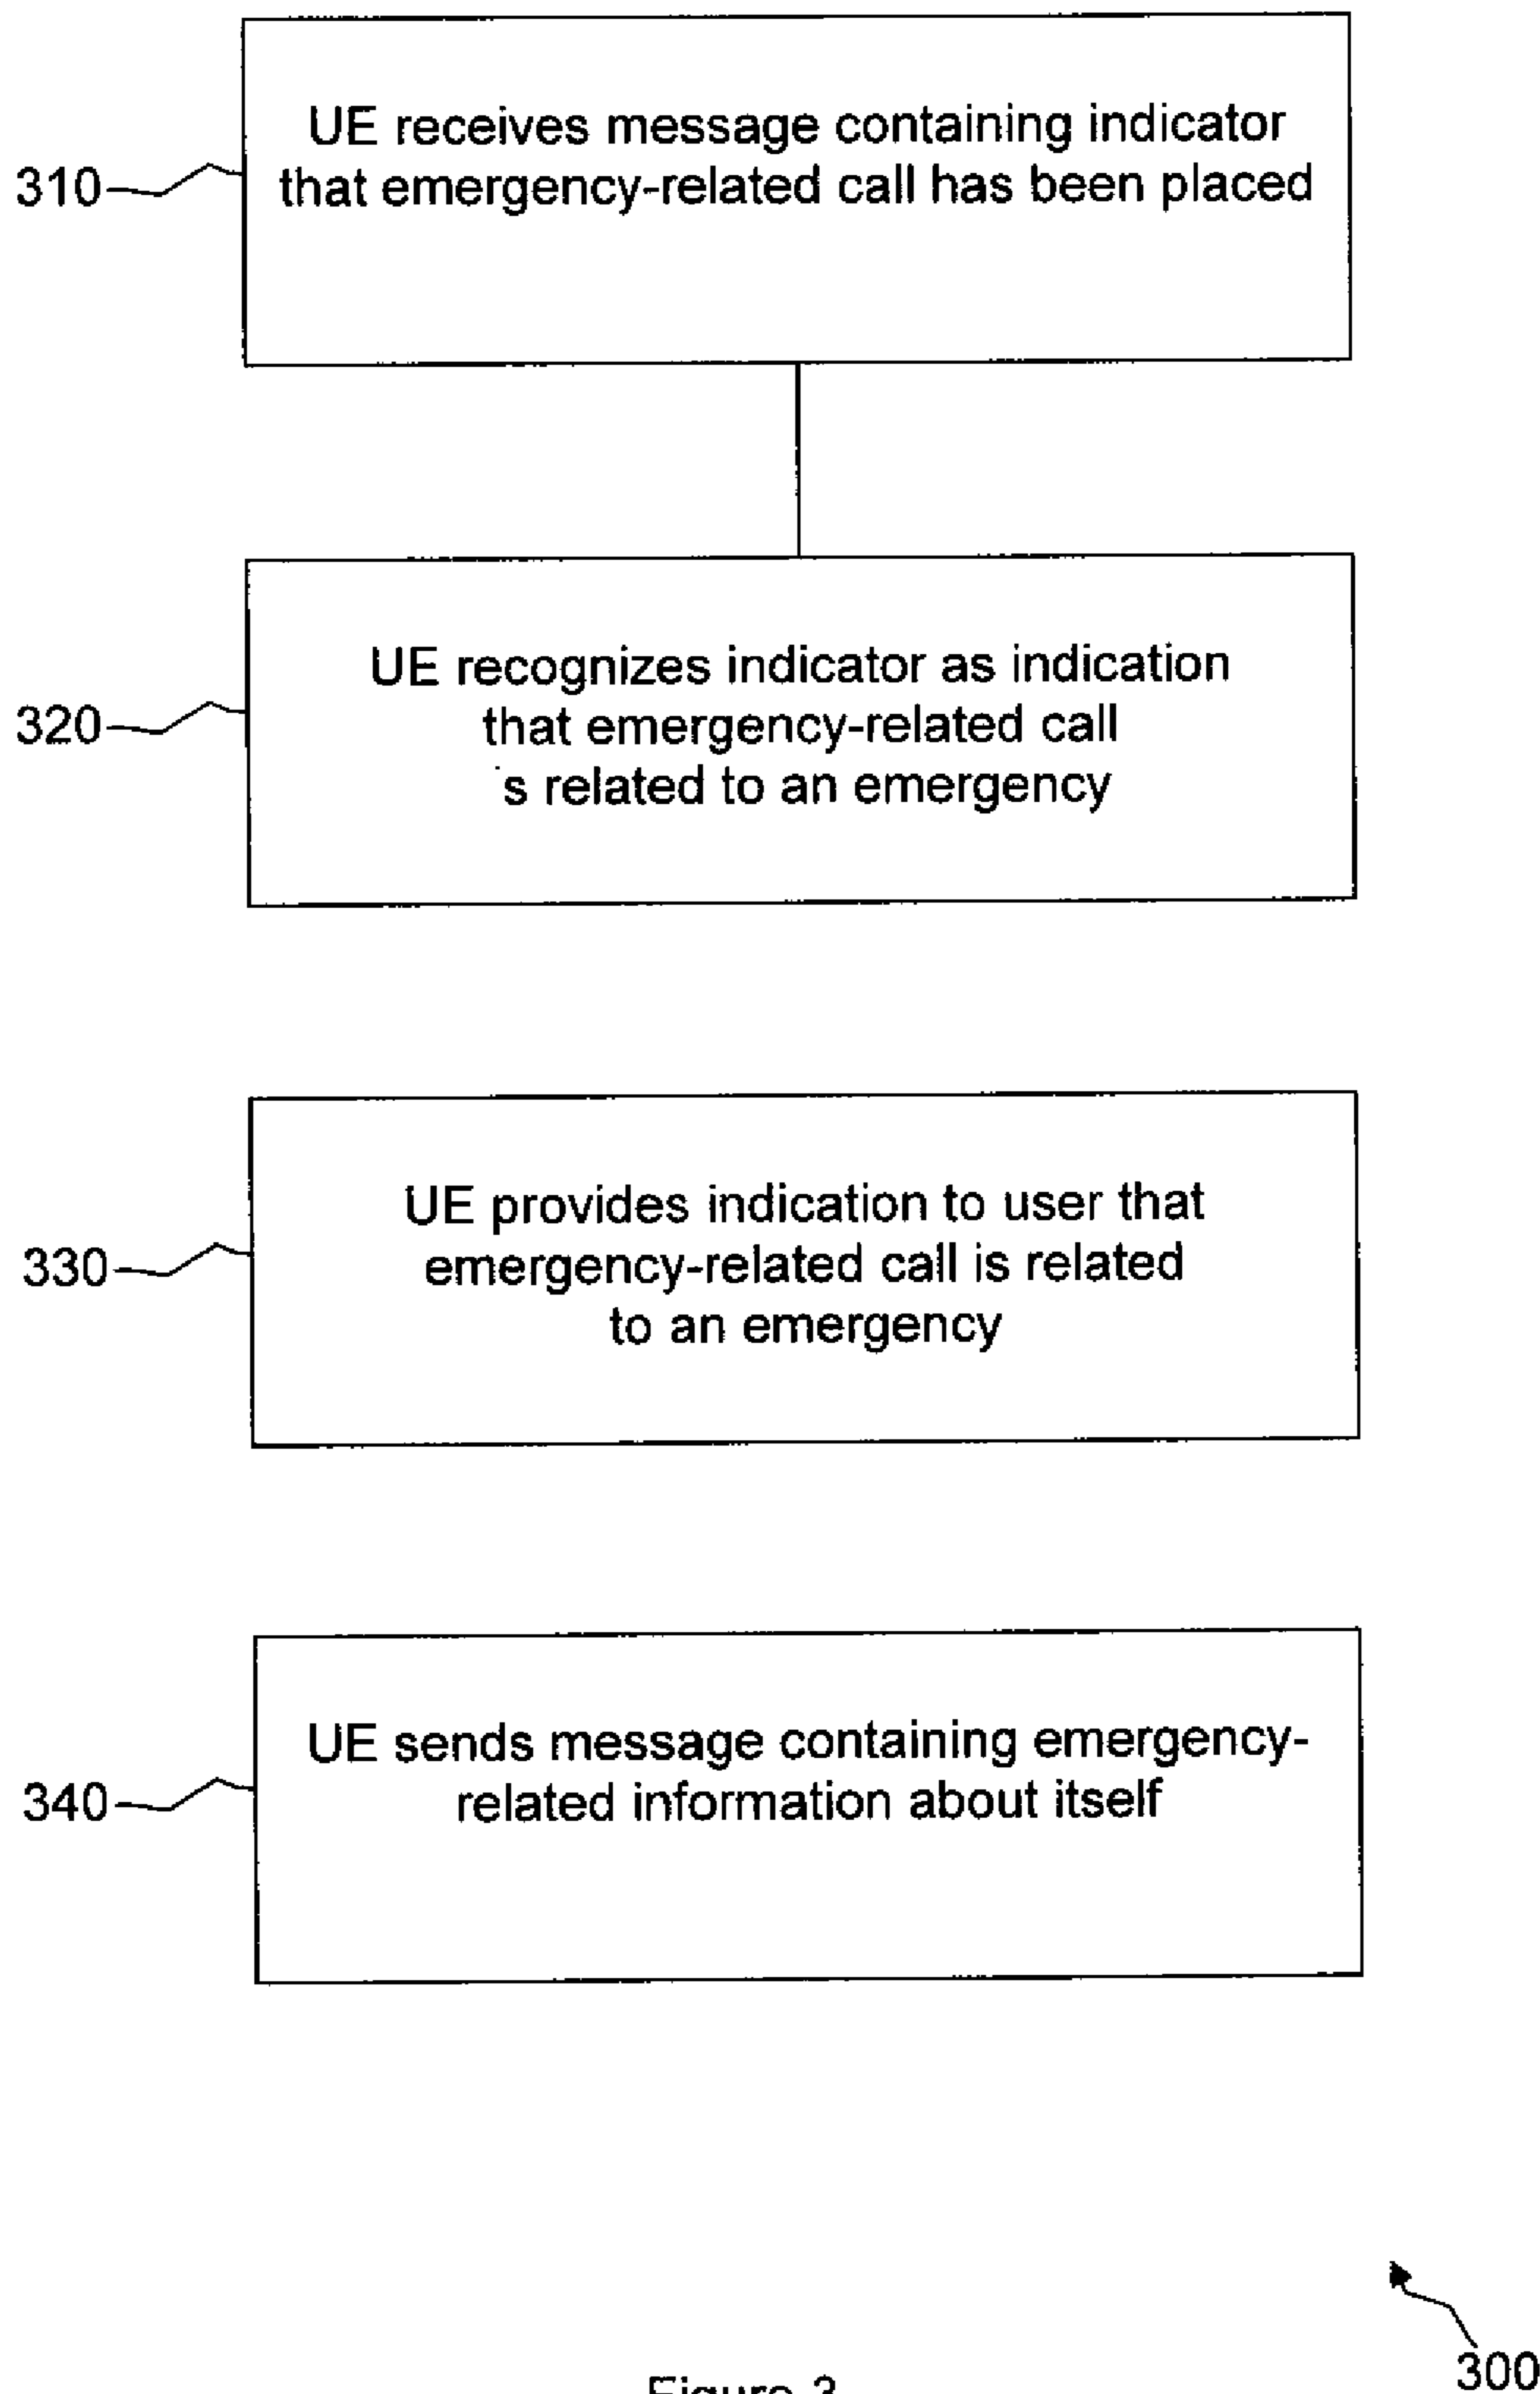 UE receives message containing indicator
that emergency-related call has been placed
310
UE recognizes indicator as indication
that emergency-related call
's related to an emergency
320
UE provides indication to user that
emergency-related call is related
to an emergency
330
UE sends message containing emergency-
related information about itself
340
300
Figure 3